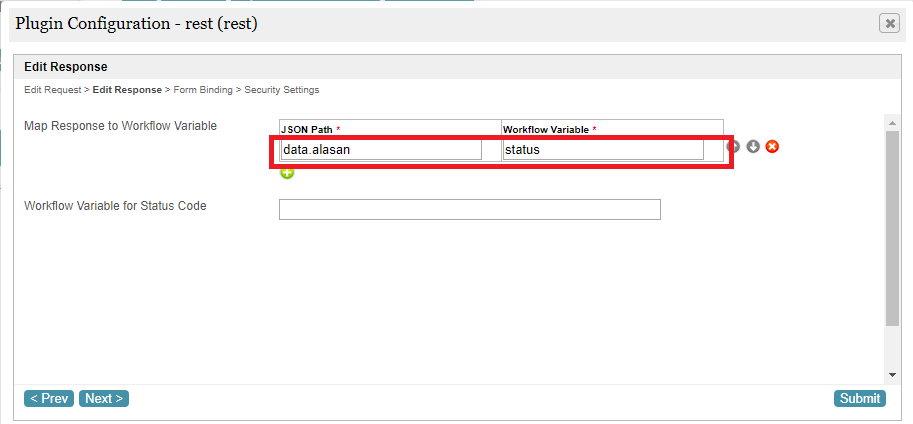 Plugin Configuration - rest (rest)
Edit Response
Edit Request > Edit Response > Form Binding > Security Settings
Map Response to Workflow Variable
JSON Path * Workflow Variable *
data.alasan status
Workflow Variable for Status Code
< Prev Next > Submit